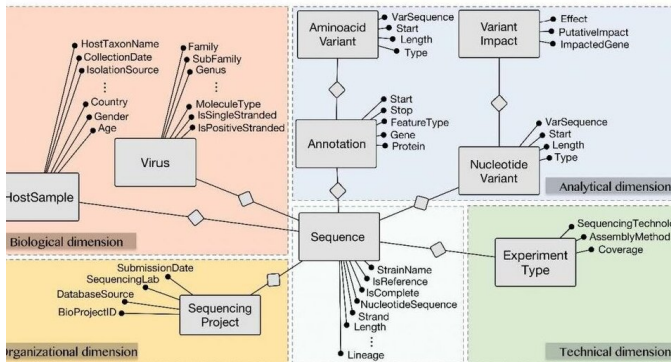 HostTaxonName
CollectionDate
IsolationSource
Country
Gender
Age
HostSample
Family
SubFamily
Genus
MoleculeType
IsSingleStranded
IsPositiveStranded
Virus
Biological dimension
Aminoacid
Variant
VarSequence
Start
Length
Type
Variant
Impact
Effect
PutativeImpact
ImpactedGene
Annotation
Start
Stop
FeatureType
Gene
Protein
Nucleotide
Variant
VarSequence
Start
Length
Type
Analytical dimension
Sequence
StrainName
IsReference
IsComplete
NucleotideSequence
Strand
Length
Lineage
SubmissionDate
SequencingLab
DatabaseSource
BioProjectID
Sequencing
Project
Organizational dimension
Experiment
Type
SequencingTechnolo
AssemblyMethod
Coverage
Technical dimension